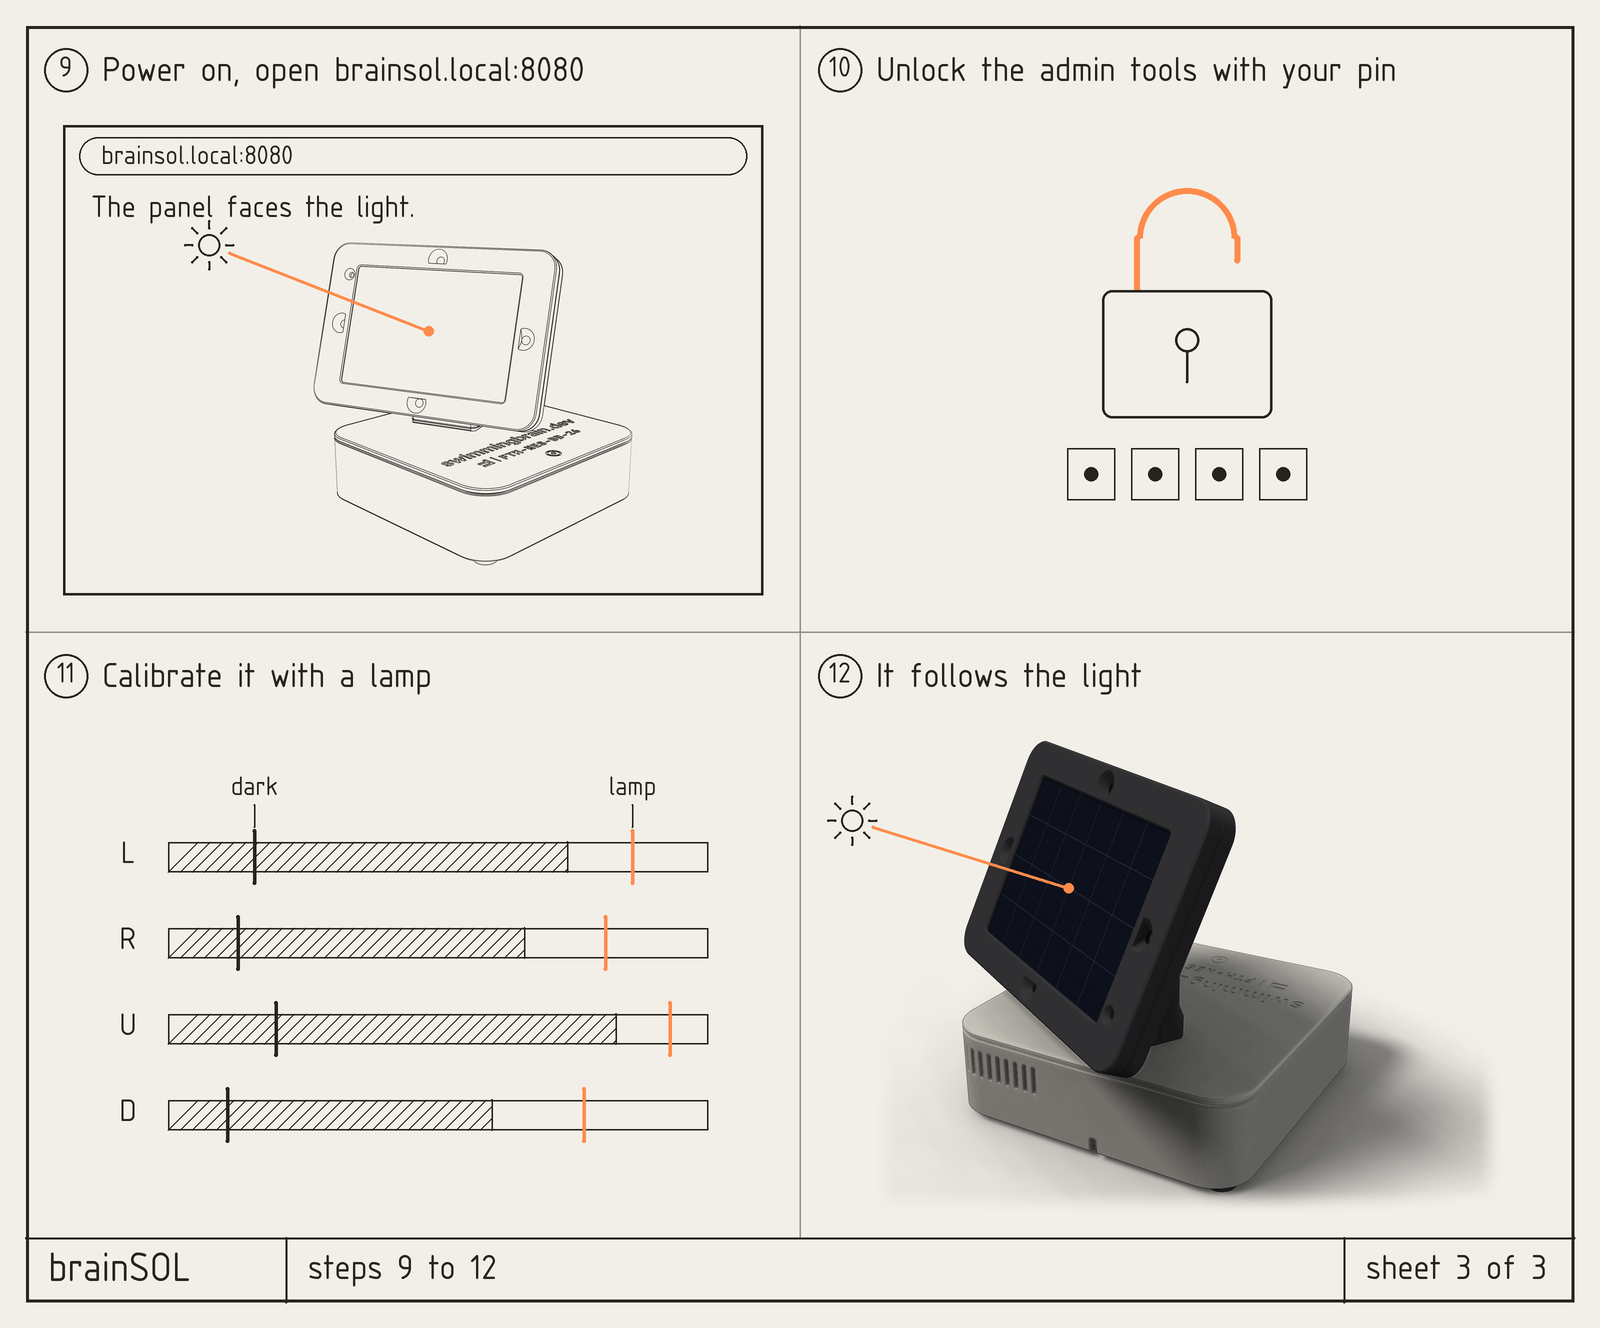 9 Power on, open brainsol.local:8080
brainsol.local:8080
The panel faces the light.
swimmingbrain.dev
10 Unlock the admin tools with your pin
11 Calibrate it with a lamp
dark lamp
L
R
U
D
12 It follows the light
brainSOL
steps 9 to 12
sheet 3 of 3